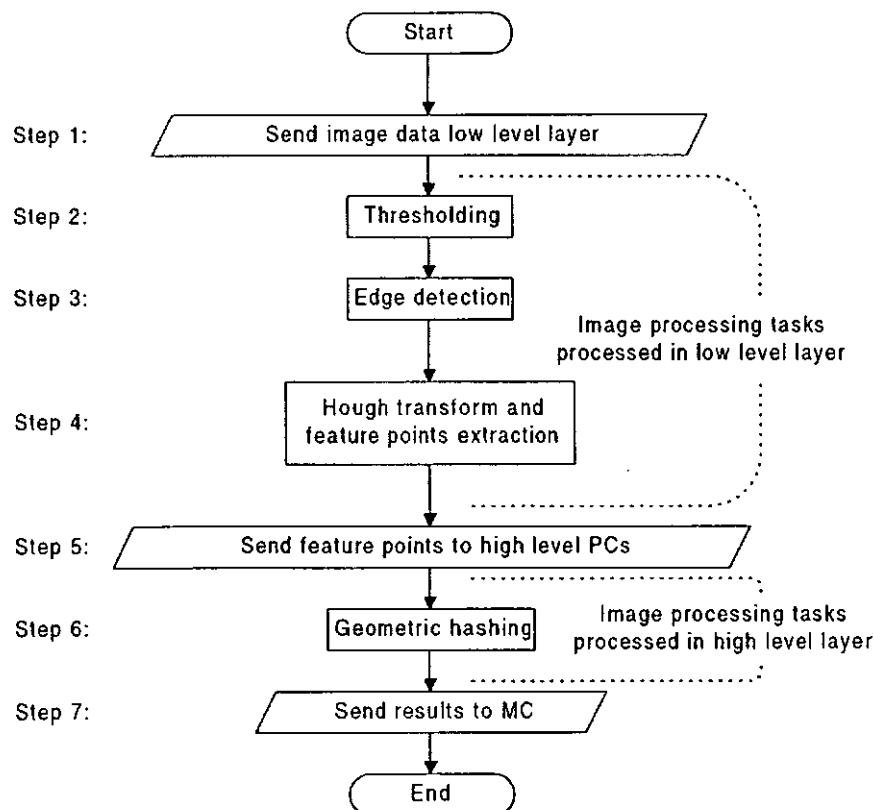 Start
Step 1:
Send image data low level layer
Step 2:
Thresholding
Step 3:
Edge detection
Image processing tasks
processed in low level layer
Step 4:
Hough transform and
feature points extraction
Step 5:
Send feature points to high level PCs
Step 6:
Geometric hashing
Image processing tasks
processed in high level layer
Step 7:
Send results to MC
End